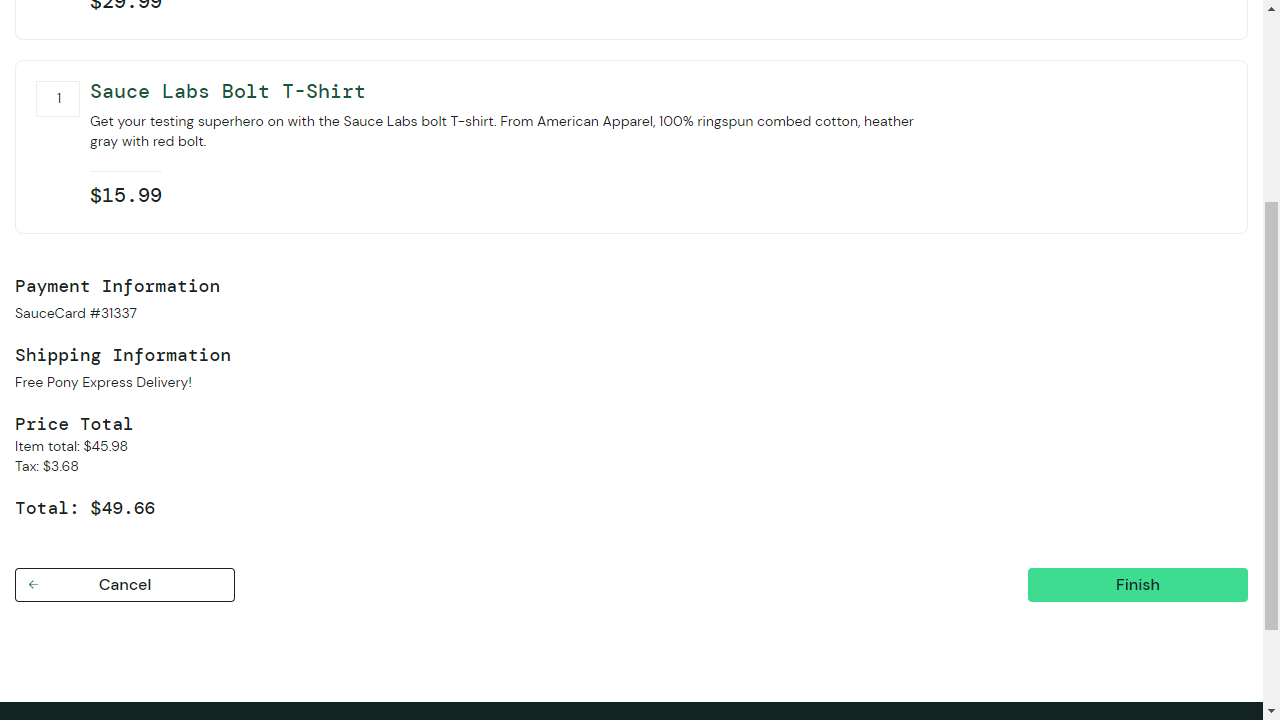 $29.99
1
Sauce Labs Bolt T-Shirt
Get your testing superhero on with the Sauce Labs bolt T-shirt. From American Apparel, 100% ringspun combed cotton, heather
gray with red bolt.
$15.99
Payment Information
SauceCard #31337
Shipping Information
Free Pony Express Delivery!
Price Total
Item total: $45.98
Tax: $3.68
Total: $49.66
Cancel
Finish